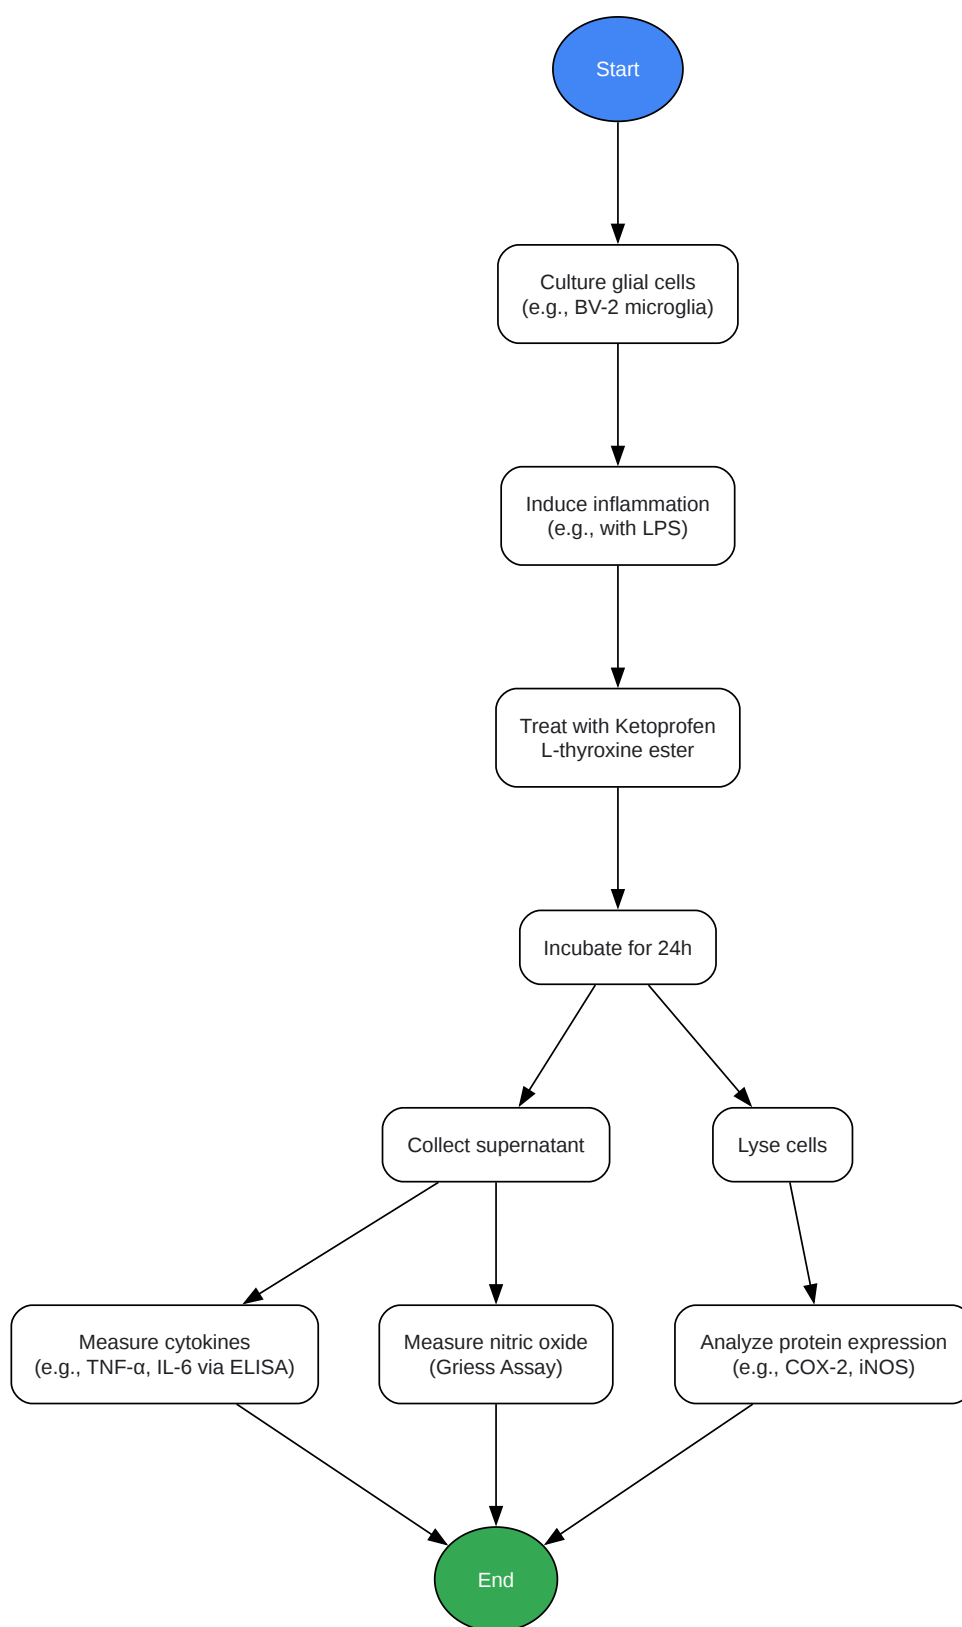 Start
Culture glial cells
(e.g., BV-2 microglia)
Induce inflammation
(e.g., with LPS)
Treat with Ketoprofen
L-thyroxine ester
Incubate for 24h
Collect supernatant
Lyse cells
Measure cytokines
(e.g., TNF-α, IL-6 via ELISA)
Measure nitric oxide
(Griess Assay)
Analyze protein expression
(e.g., COX-2, iNOS)
End